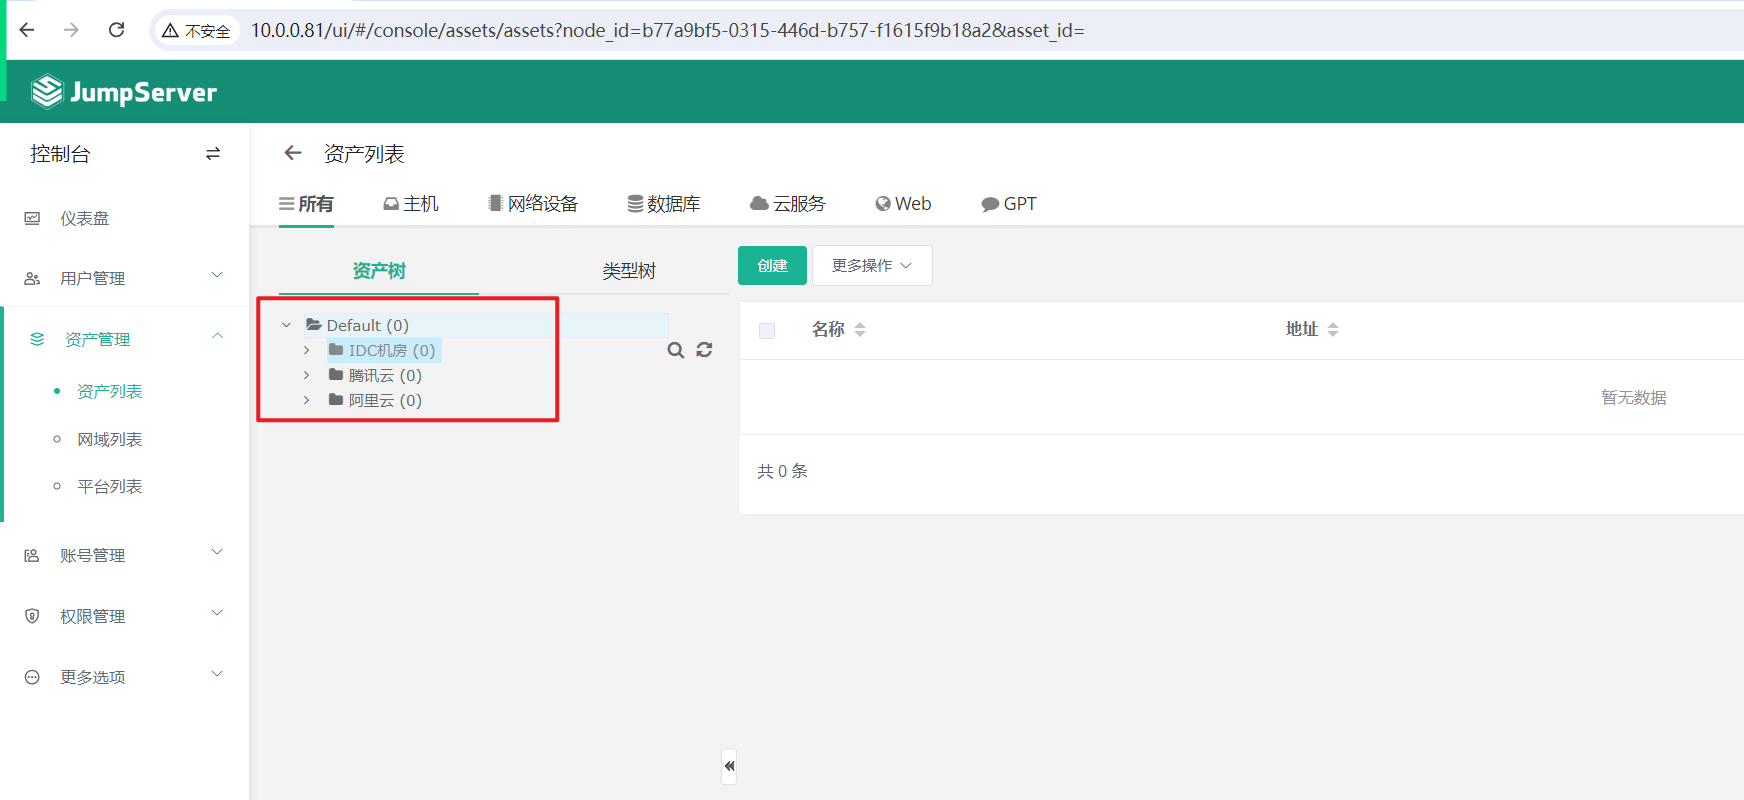 不安全 10.0.0.81/ui/#/console/assets/assets?node_id=b77a9bf5-0315-446d-b757-f1615f9b18a2&asset_id=
JumpServer
控制台
仪表盘
用户管理
资产管理
资产列表
网域列表
平台列表
账号管理
权限管理
更多选项
资产列表
所有 主机 网络设备 数据库 云服务 Web GPT
资产树 类型树
Default (0)
IDC机房 (0)
腾讯云 (0)
阿里云 (0)
创建 更多操作
名称 地址
暂无数据
共 0 条